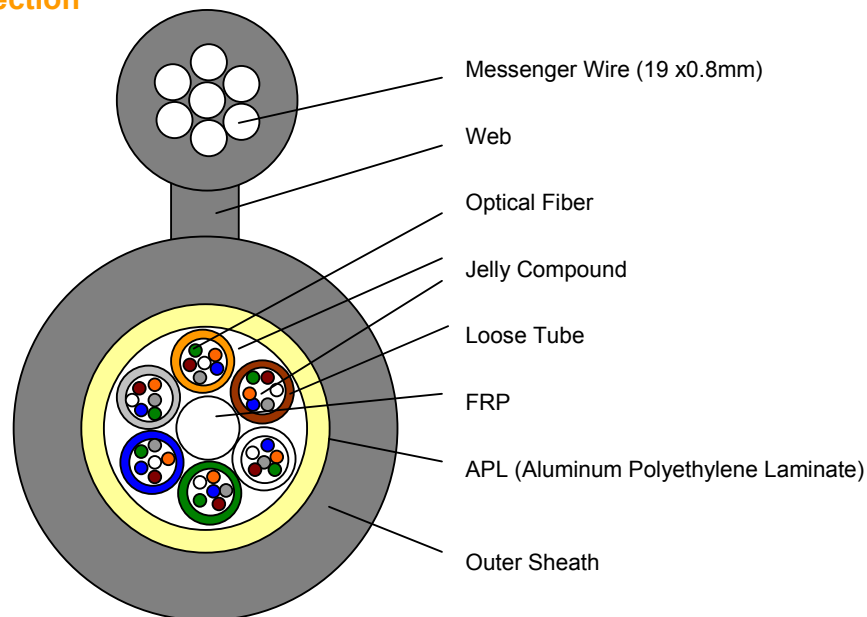 ection
Messenger Wire (19 x0.8mm)
Web
Optical Fiber
Jelly Compound
Loose Tube
FRP
APL (Aluminum Polyethylene Laminate)
Outer Sheath